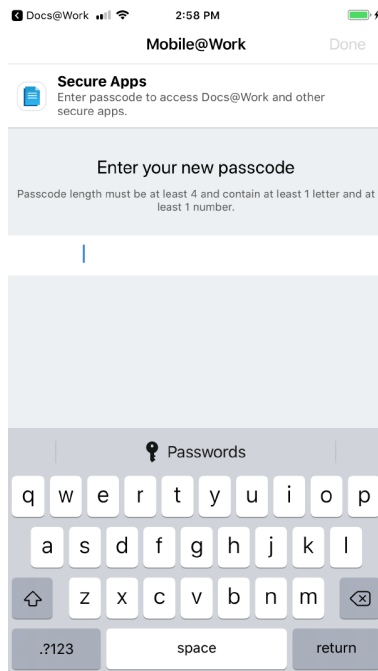 Docs@Work 2:58 PM
Mobile@Work Done
Secure Apps
Enter passcode to access Docs@Work and other
secure apps.
Enter your new passcode
Passcode length must be at least 4 and contain at least 1 letter and at
least 1 number.
Passwords
q w e r t y u i o p
a s d f g h j k l
z x c v b n m
.?123 space return